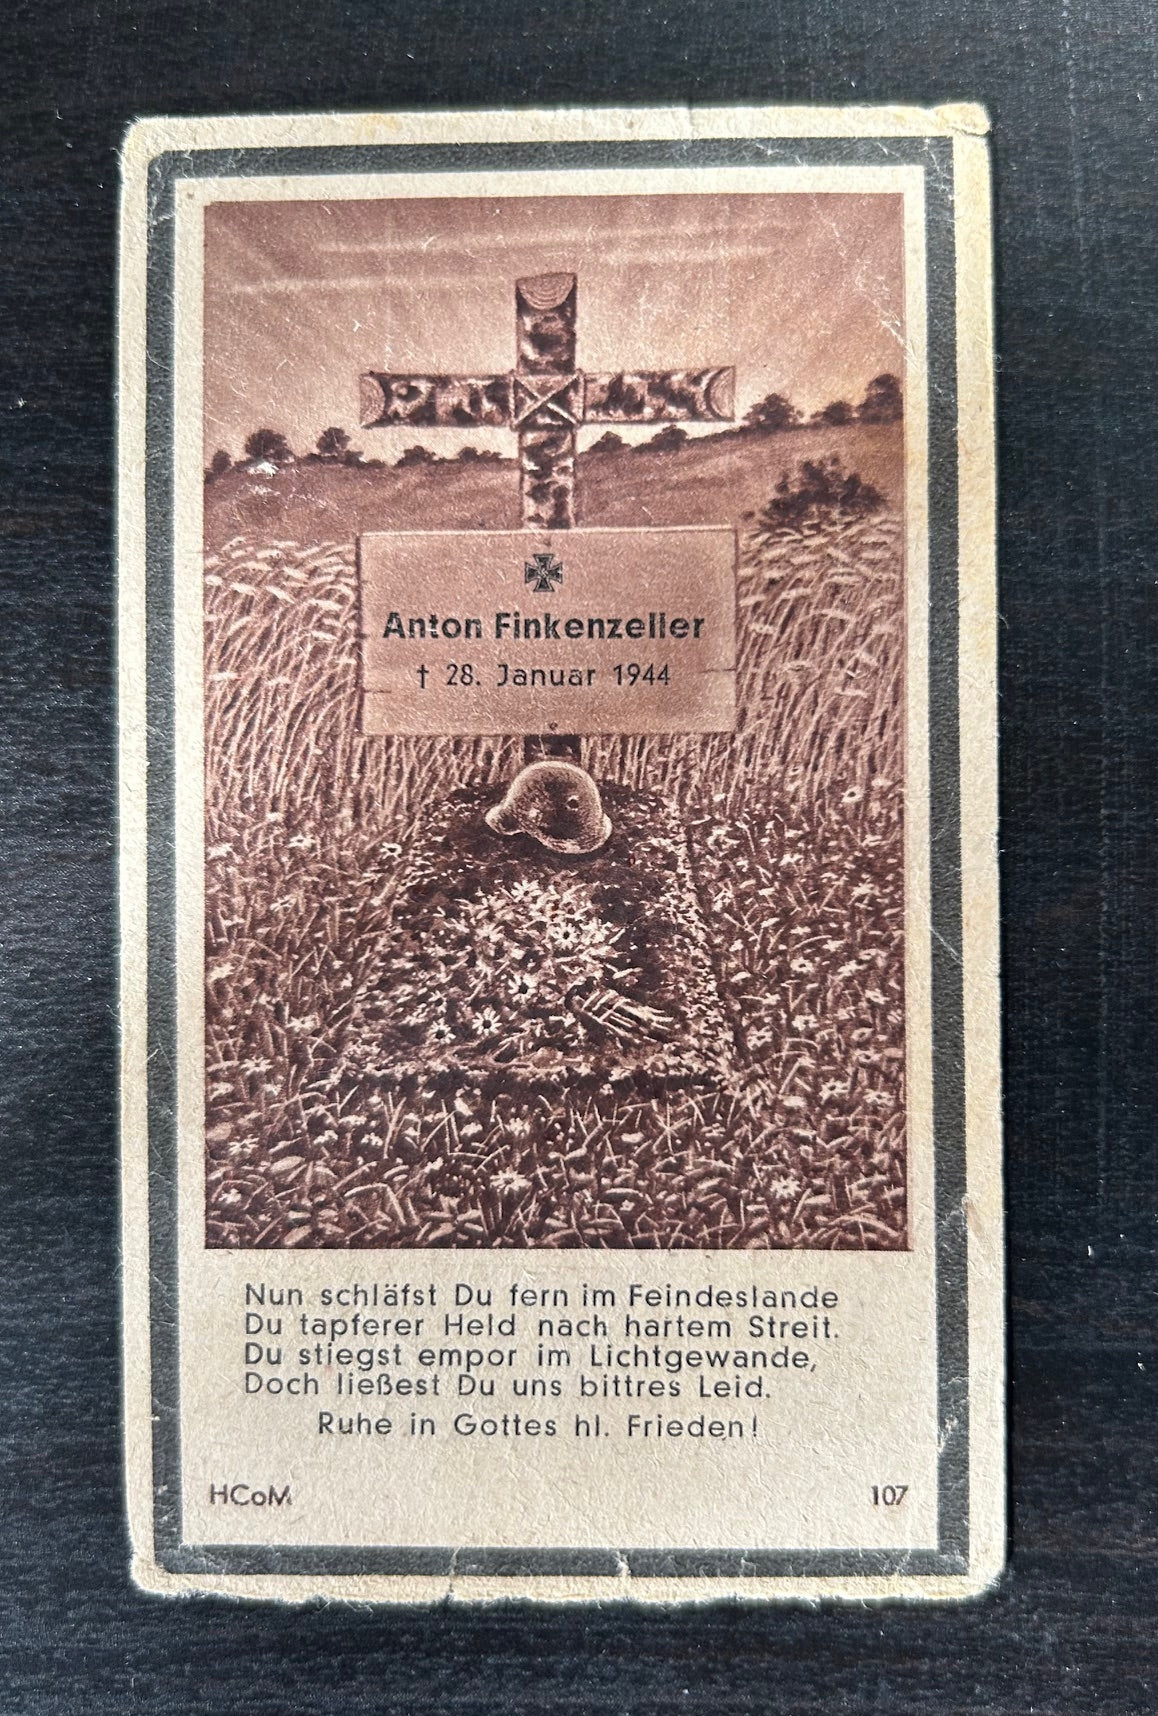 Anton Finkenzeller
† 28. Januar 1944
Nun schläfst Du fern im Feindeslande
Du tapferer Held nach hartem Streit.
Du stiegst empor im Lichtgewande,
Doch ließest Du uns bittres Leid.
Ruhe in Gottes hl. Frieden!
HCoM 107